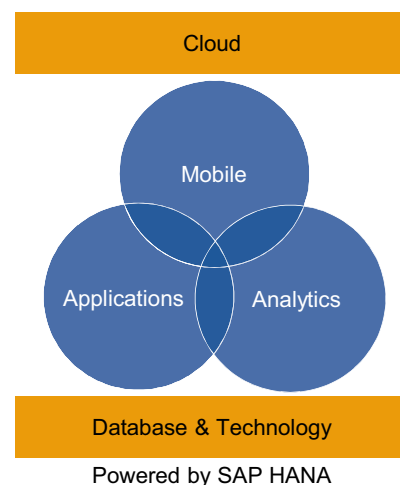 Cloud
Mobile
Applications
Analytics
Database & Technology
Powered by SAP HANA